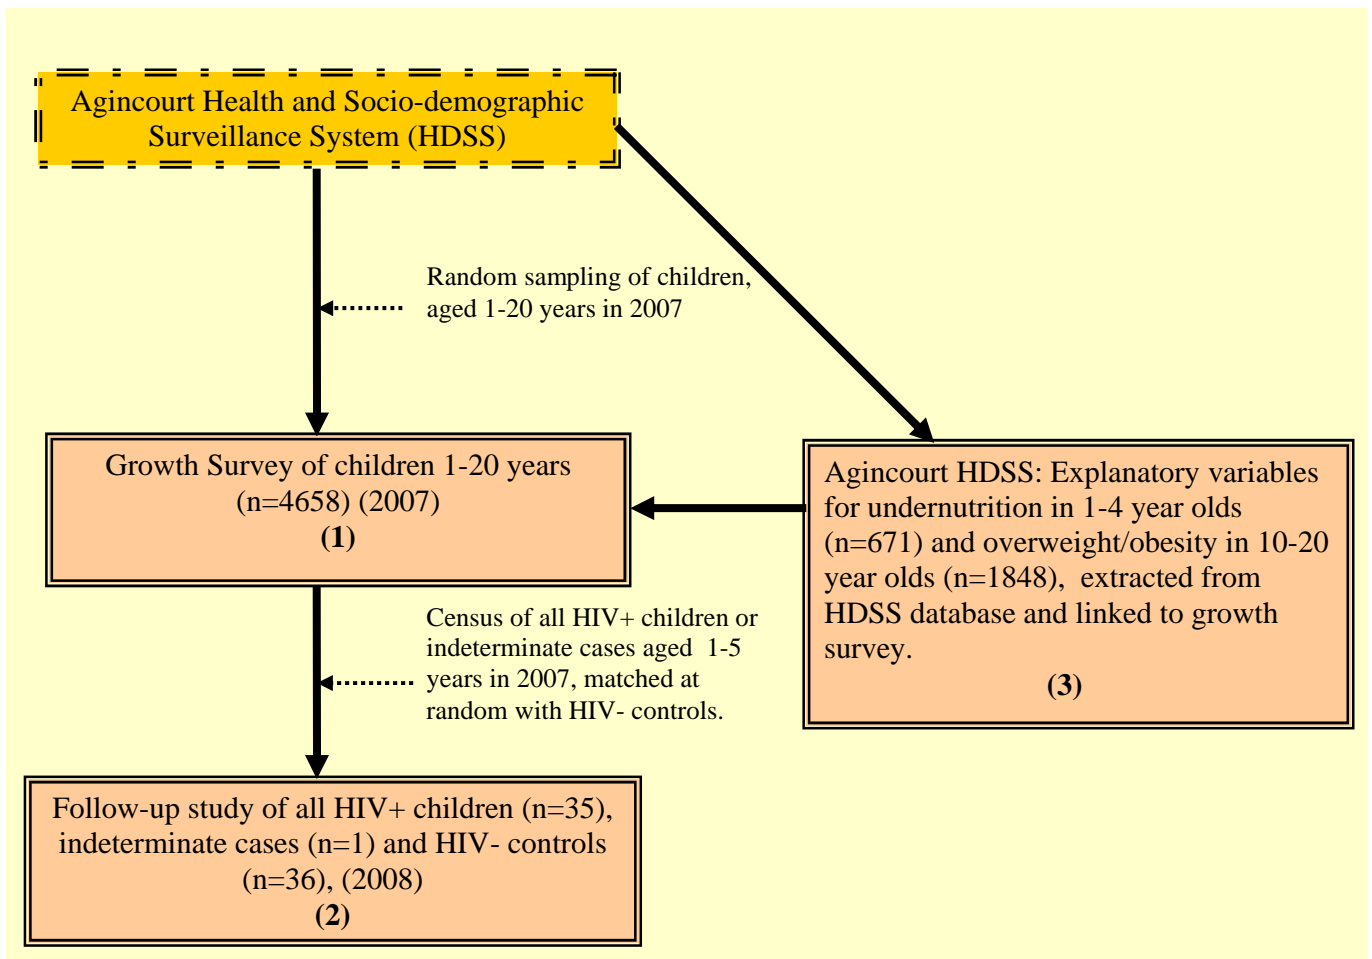 Agincourt Health and Socio-demographic
Surveillance System (HDSS)
Random sampling of children,
aged 1-20 years in 2007
Growth Survey of children 1-20 years
(n=4658) (2007)
(1)
Agincourt HDSS: Explanatory variables
for undernutrition in 1-4 year olds
(n=671) and overweight/obesity in 10-20
year olds (n=1848),  extracted from
HDSS database and linked to growth
survey.
(3)
Census of all HIV+ children or
indeterminate cases aged  1-5
years in 2007, matched at
random with HIV- controls.
Follow-up study of all HIV+ children (n=35),
indeterminate cases (n=1) and HIV- controls
(n=36), (2008)
(2)